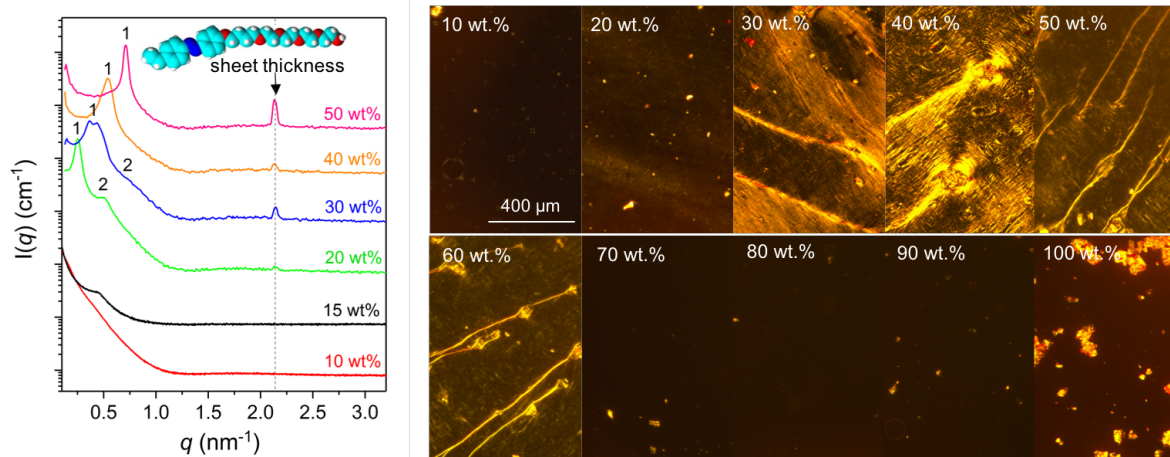 1
sheet thickness
1
50 wt%
1
1
2
40 wt%
2
30 wt%
20 wt%
15 wt%
10 wt%
I(q) (cm⁻¹)
0.5 1.0 1.5 2.0 2.5 3.0
q (nm⁻¹)
10 wt.% 20 wt.% 30 wt.% 40 wt.% 50 wt.%
400 µm
60 wt.% 70 wt.% 80 wt.% 90 wt.% 100 wt.%